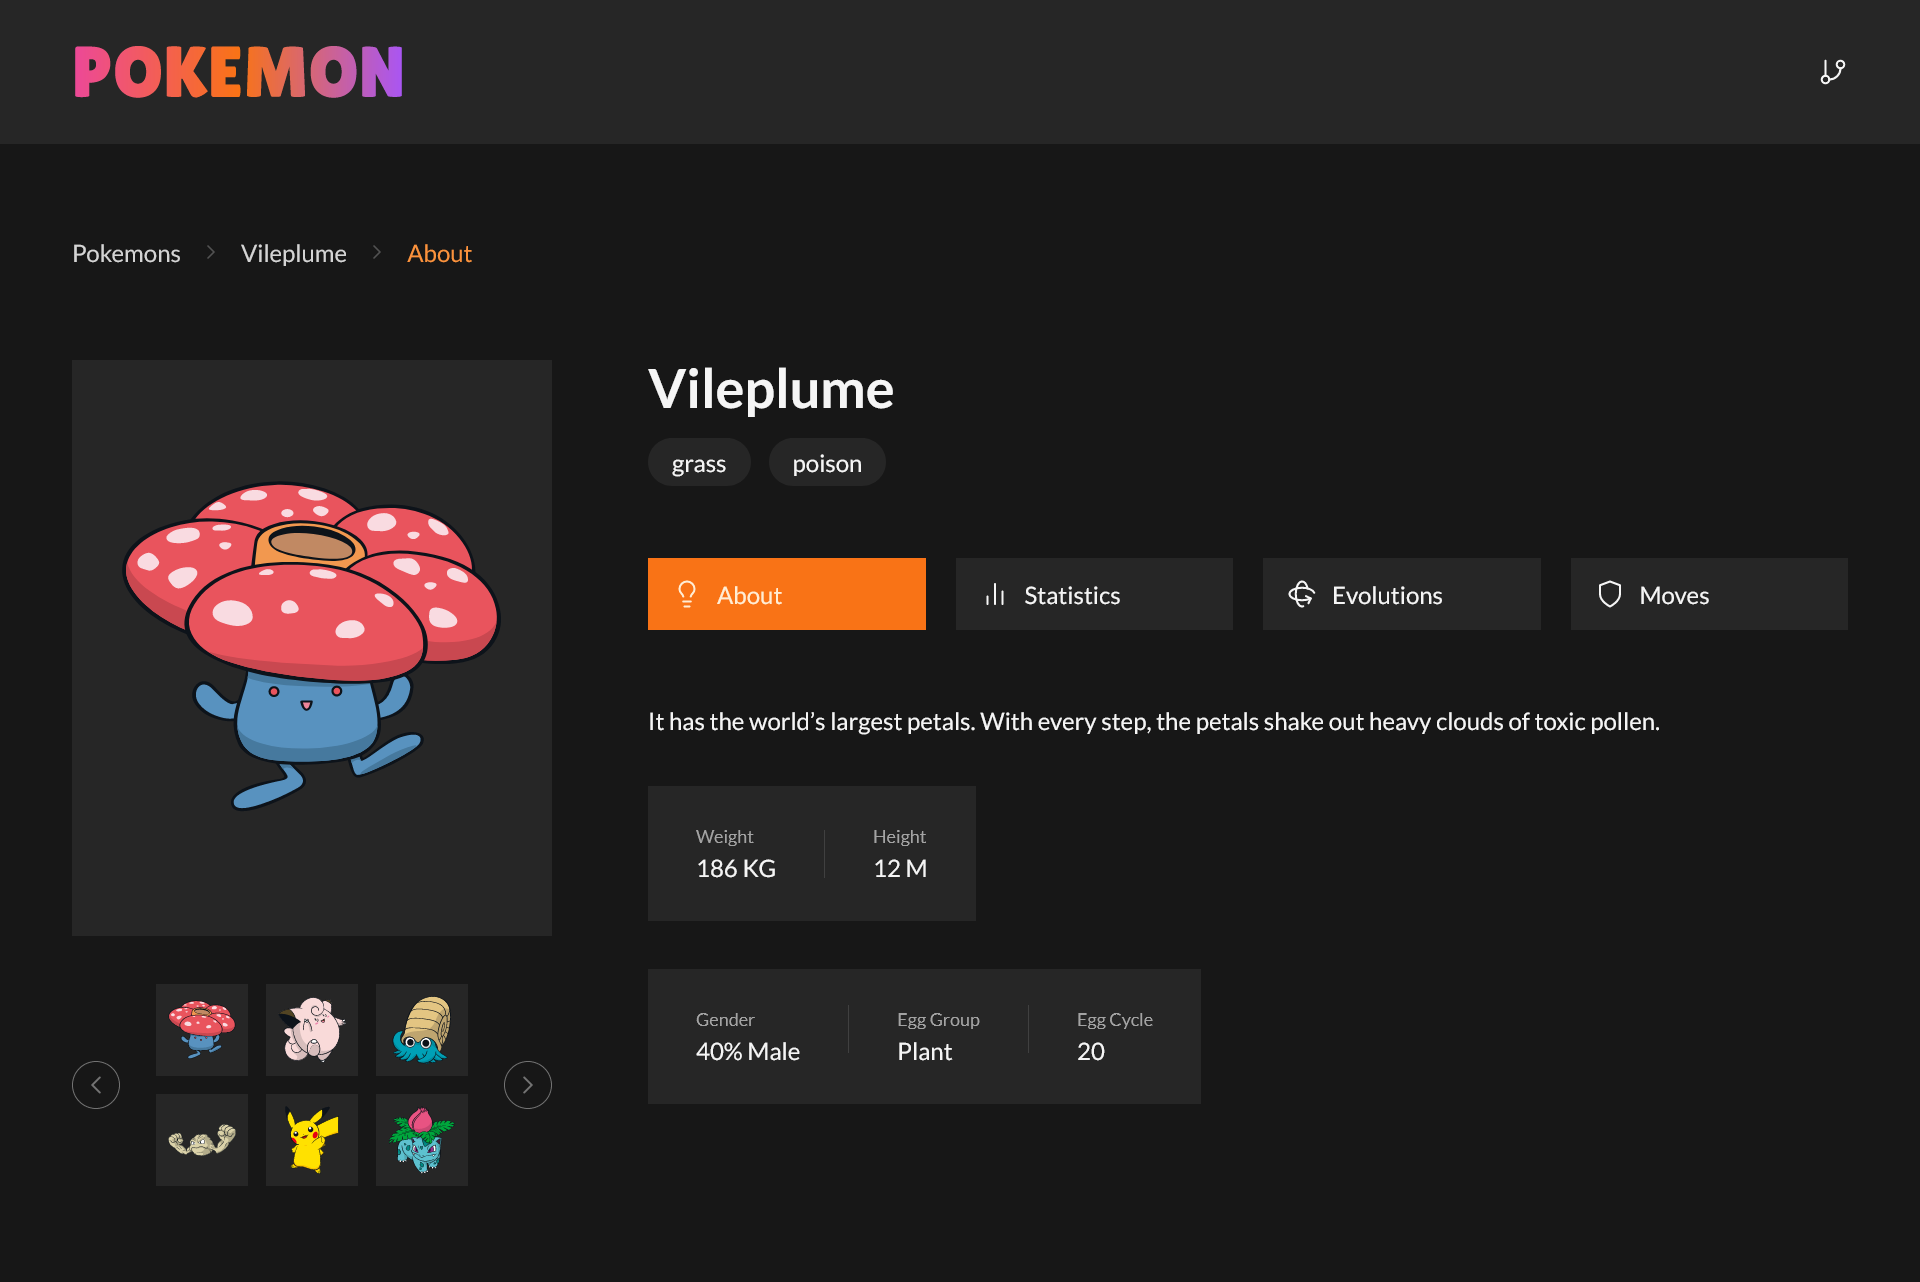 POKEMON
Pokemons Vileplume About
Vileplume
grass poison
About Statistics Evolutions Moves
It has the world’s largest petals. With every step, the petals shake out heavy clouds of toxic pollen.
Weight Height
186 KG 12 M
Gender Egg Group Egg Cycle
40% Male Plant 20